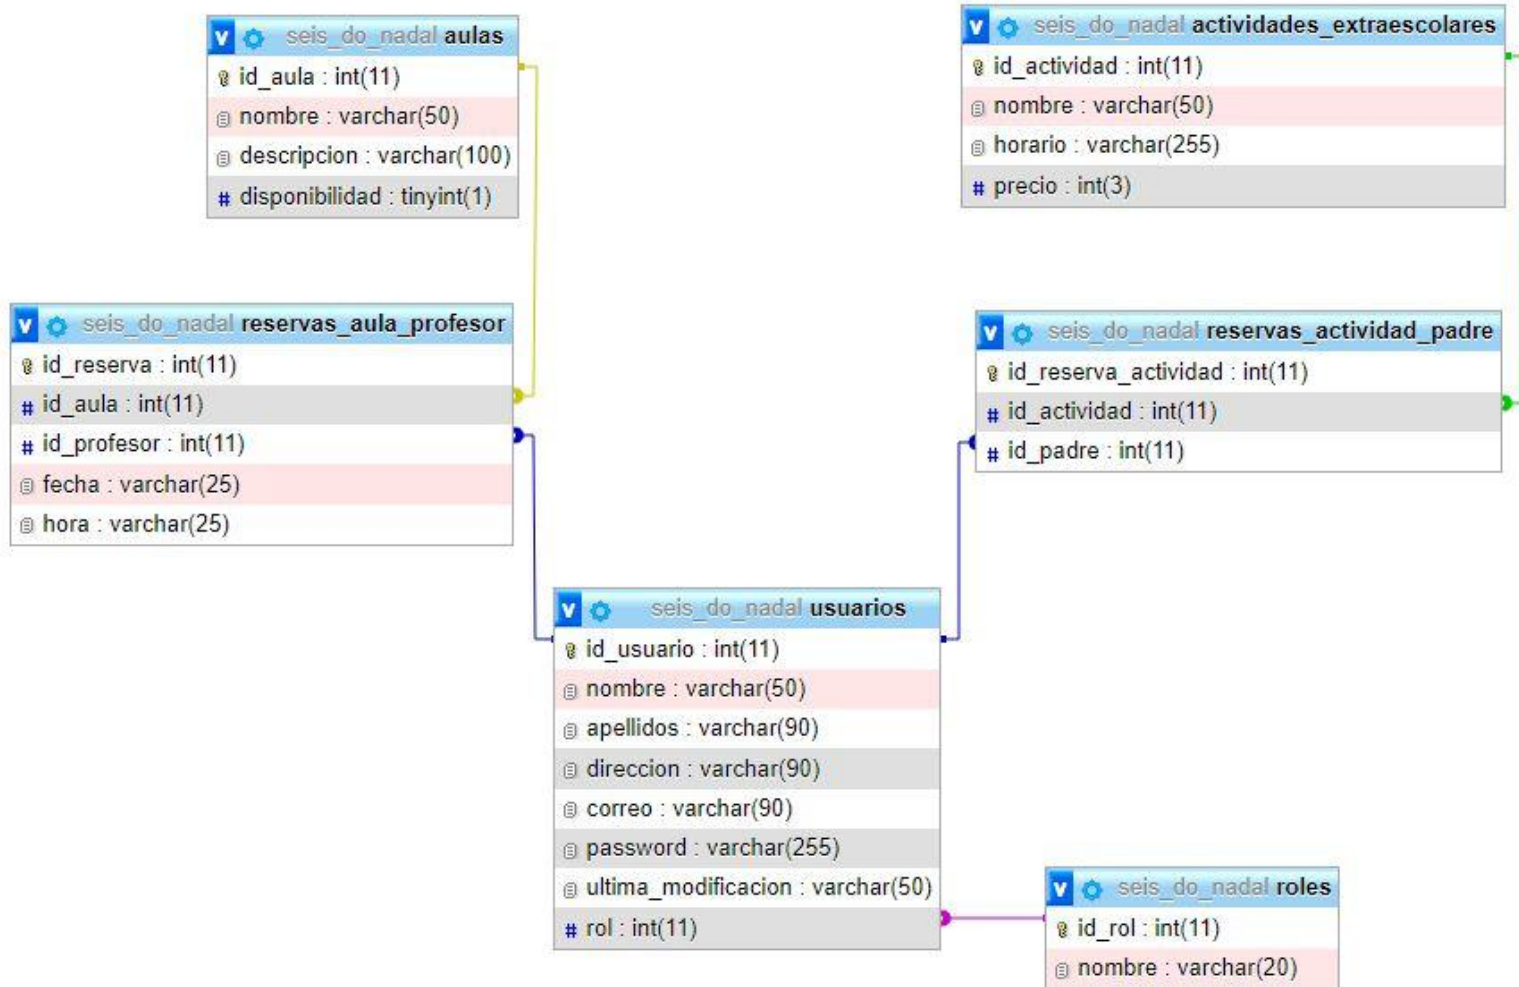 seis_do_nadal aulas
id_aula : int(11)
nombre : varchar(50)
descripcion : varchar(100)
# disponibilidad : tinyint(1)
seis_do_nadal actividades_extraescolares
id_actividad : int(11)
nombre : varchar(50)
horario : varchar(255)
# precio : int(3)
seis_do_nadal reservas_aula_profesor
id_reserva : int(11)
# id_aula : int(11)
# id_profesor : int(11)
fecha : varchar(25)
hora : varchar(25)
seis_do_nadal reservas_actividad_padre
id_reserva_actividad : int(11)
# id_actividad : int(11)
# id_padre : int(11)
seis_do_nadal usuarios
id_usuario : int(11)
nombre : varchar(50)
apellidos : varchar(90)
direccion : varchar(90)
correo : varchar(90)
password : varchar(255)
ultima_modificacion : varchar(50)
# rol : int(11)
seis_do_nadal roles
id_rol : int(11)
nombre : varchar(20)